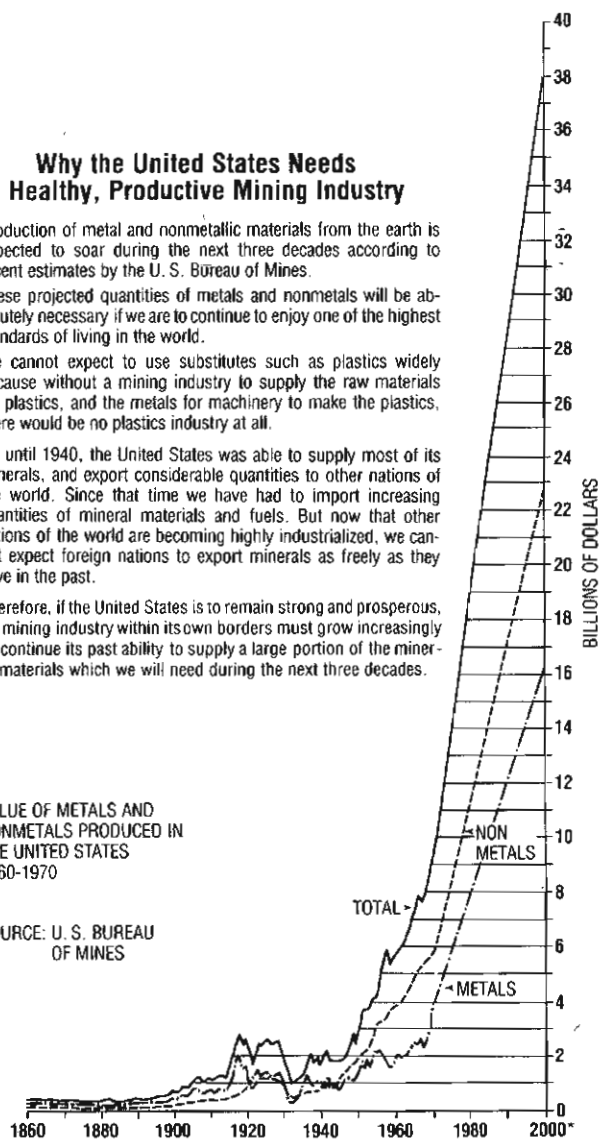 Why the United States Needs
Healthy, Productive Mining Industry
oduction of metal and nonmetallic materials from the earth is
pected to soar during the next three decades according to
cent estimates by the U. S. Bureau of Mines.
ese projected quantities of metals and nonmetals will be ab-
utely necessary if we are to continue to enjoy one of the highest
ndards of living in the world.
e cannot expect to use substitutes such as plastics widely
cause without a mining industry to supply the raw materials
plastics, and the metals for machinery to make the plastics,
ere would be no plastics industry at all.
until 1940, the United States was able to supply most of its
nerals, and export considerable quantities to other nations of
e world. Since that time we have had to import increasing
antities of mineral materials and fuels. But now that other
tions of the world are becoming highly industrialized, we can-
t expect foreign nations to export minerals as freely as they
ve in the past.
erefore, if the United States is to remain strong and prosperous,
mining industry within its own borders must grow increasingly
continue its past ability to supply a large portion of the miner-
materials which we will need during the next three decades.
LUE OF METALS AND
ONMETALS PRODUCED IN
E UNITED STATES
60-1970
URCE: U. S. BUREAU
OF MINES
TOTAL
NON
METALS
METALS
40
38
36
34
32
30
28
26
24
22
20
18
16
14
12
10
8
6
4
2
0
BILLIONS OF DOLLARS
1860 1880 1900 1920 1940 1960 1980 2000*